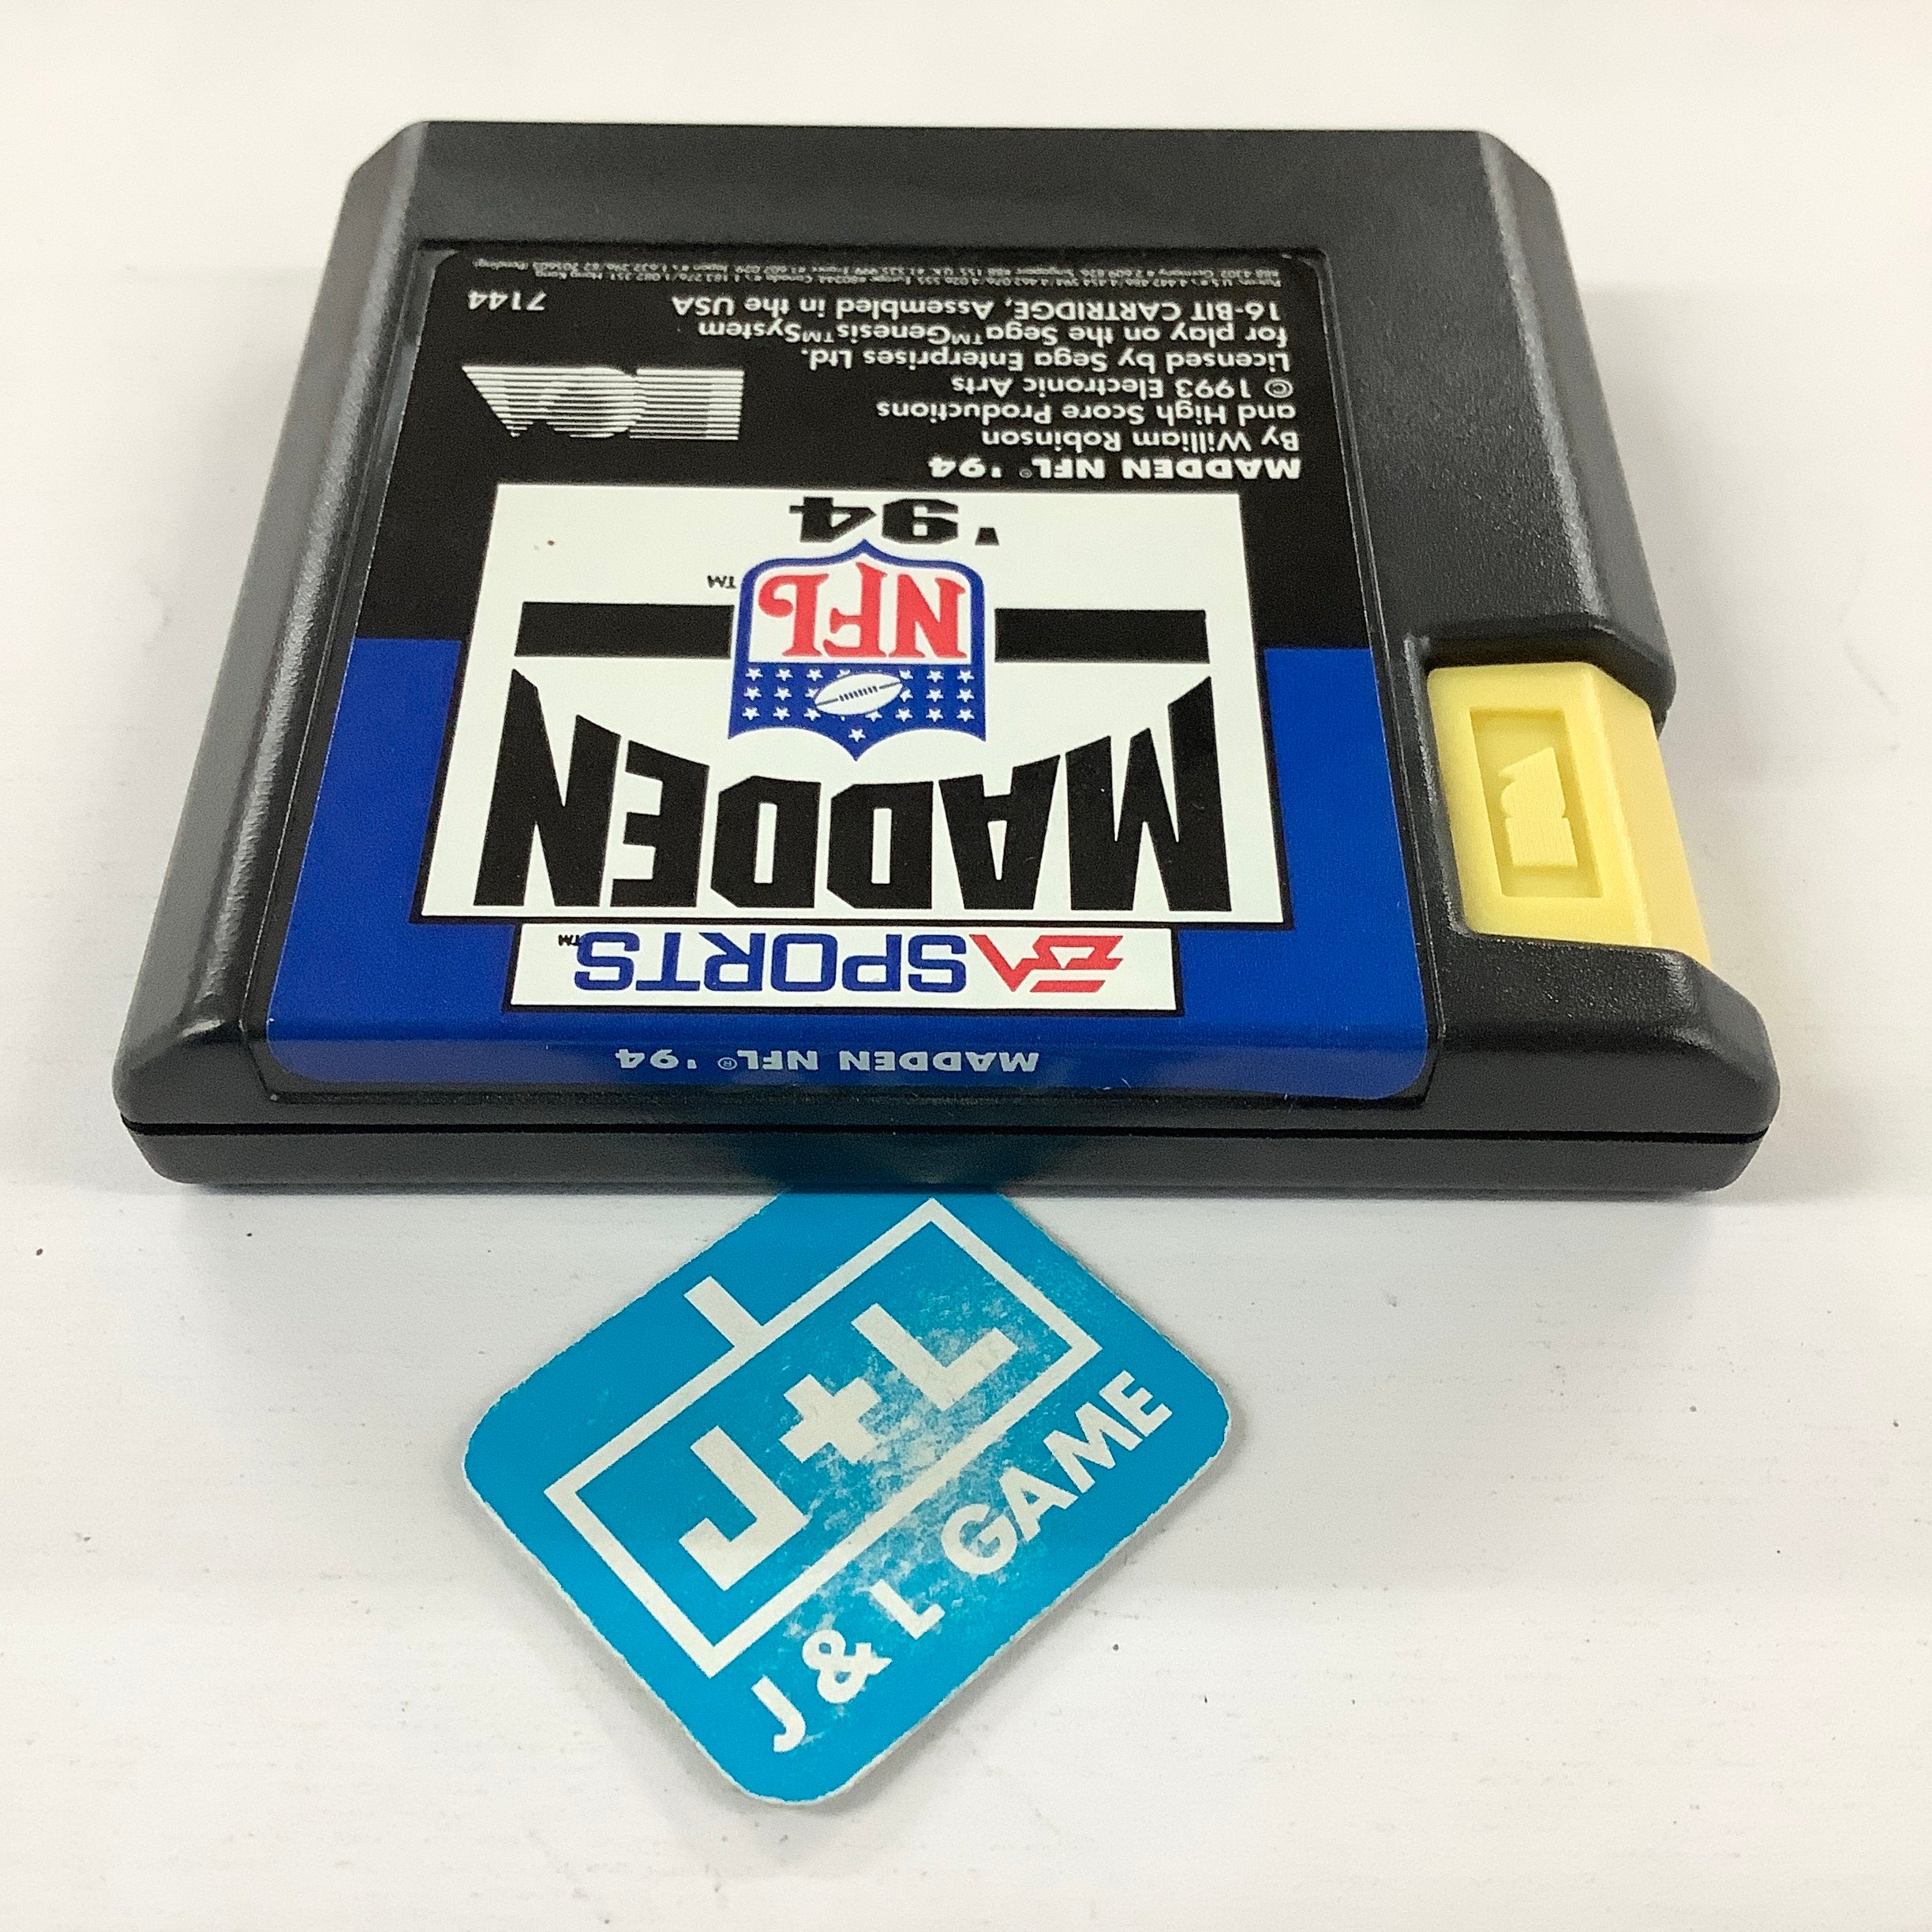 MADDEN NFL® '94
EA SPORTS™
MADDEN
NFL™
'94
MADDEN NFL® '94
By William Robinson
and High Score Productions
© 1993 Electronic Arts
Licensed by Sega Enterprises Ltd.
for play on the Sega™Genesis™System
16-BIT CARTRIDGE, Assembled in the USA
7144
EA
J+L
J & L GAME